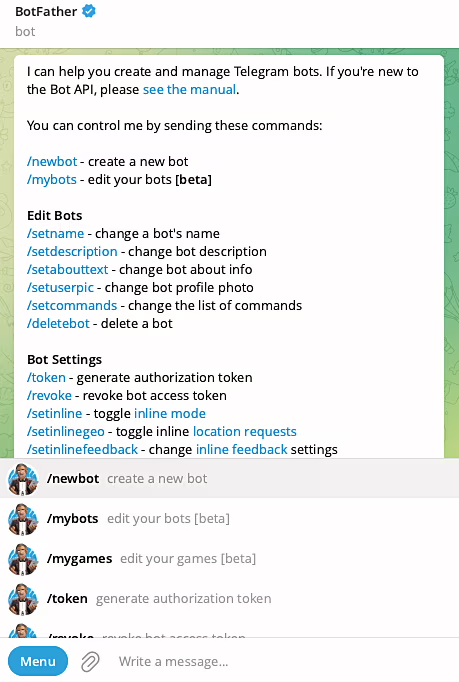 BotFather
bot
I can help you create and manage Telegram bots. If you're new to
the Bot API, please see the manual.
You can control me by sending these commands:
/newbot - create a new bot
/mybots - edit your bots [beta]
Edit Bots
/setname - change a bot's name
/setdescription - change bot description
/setabouttext - change bot about info
/setuserpic - change bot profile photo
/setcommands - change the list of commands
/deletebot - delete a bot
Bot Settings
/token - generate authorization token
/revoke - revoke bot access token
/setinline - toggle inline mode
/setinlinegeo - toggle inline location requests
/setinlinefeedback - change inline feedback settings
/newbot create a new bot
/mybots edit your bots [beta]
/mygames edit your games [beta]
/token generate authorization token
/revoke revoke bot access token
Menu Write a message...